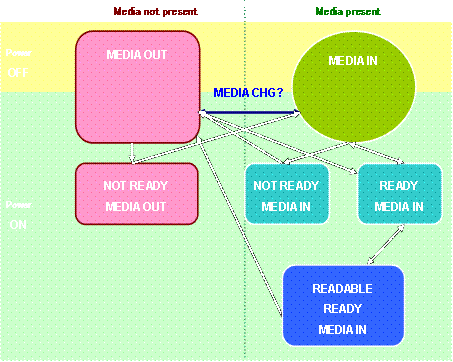 Media not present
Media present
MEDIA OUT
MEDIA IN
Power
OFF
MEDIA CHG?
NOT READY
MEDIA OUT
NOT READY
MEDIA IN
READY
MEDIA IN
Power
ON
READABLE
READY
MEDIA IN